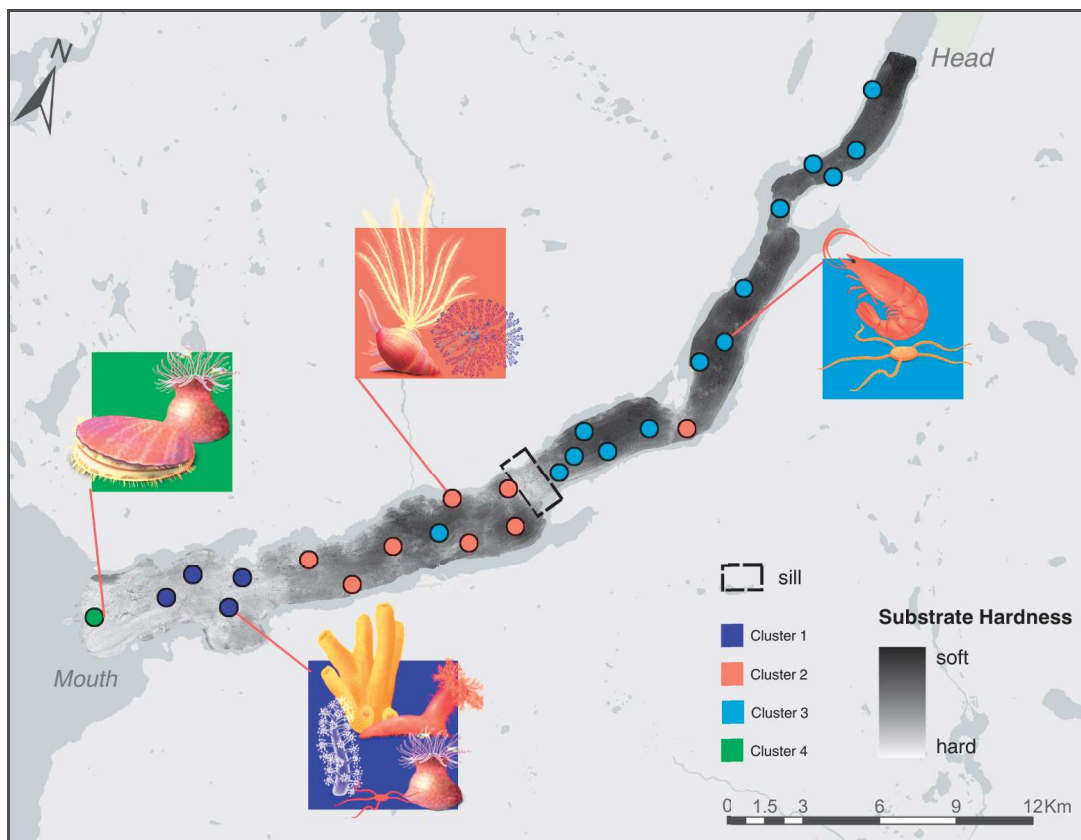 N
Head
Mouth
sill
Cluster 1
Cluster 2
Cluster 3
Cluster 4
Substrate Hardness
soft
hard
0 1.5 3 6 9 12Km